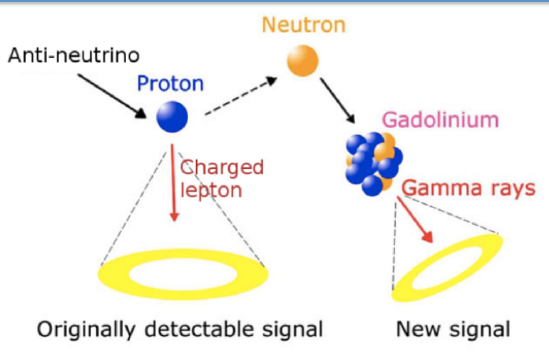 Neutron
Anti-neutrino
Proton
Gadolinium
Charged
lepton
Gamma rays
Originally detectable signal
New signal